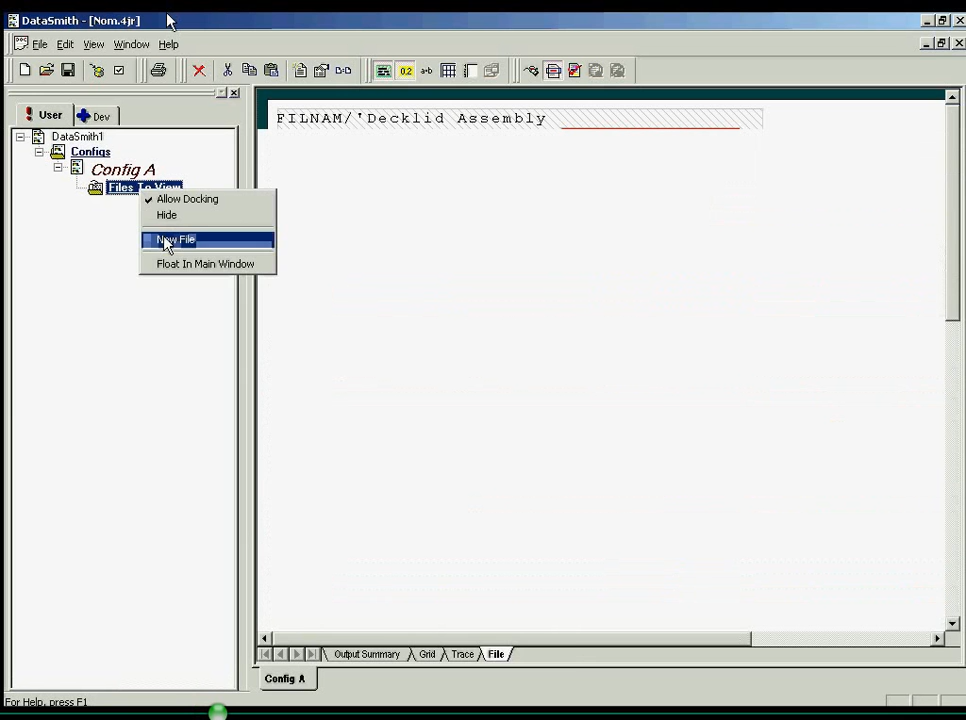 DataSmith - [Nom.4jr]
File Edit View Window Help
0.2 a-b
User Dev
DataSmith1
Configs
Config A
Files To View
Allow Docking
Hide
New File
Float In Main Window
FILNAM/'Decklid Assembly
Output Summary Grid Trace File
Config A
For Help, press F1